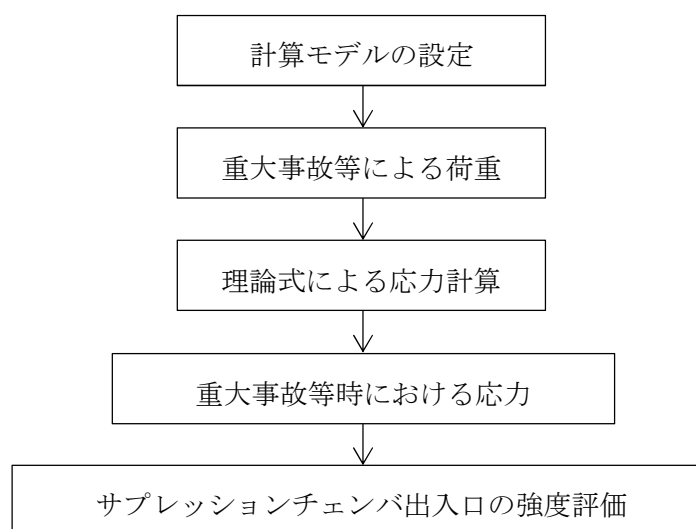 計算モデルの設定
重大事故等による荷重
理論式による応力計算
重大事故等時における応力
サプレッションチェンバ出入口の強度評価